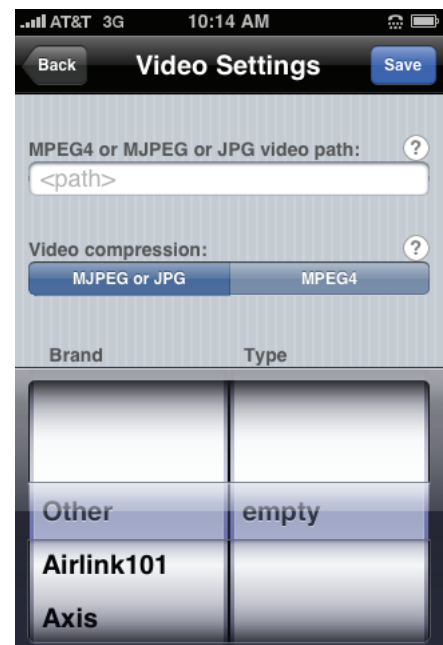 AT&T 3G 10:14 AM
Back Video Settings Save
MPEG4 or MJPEG or JPG video path: ?
<path>
Video compression: ?
MJPEG or JPG MPEG4
Brand Type
Other empty
Airlink101
Axis